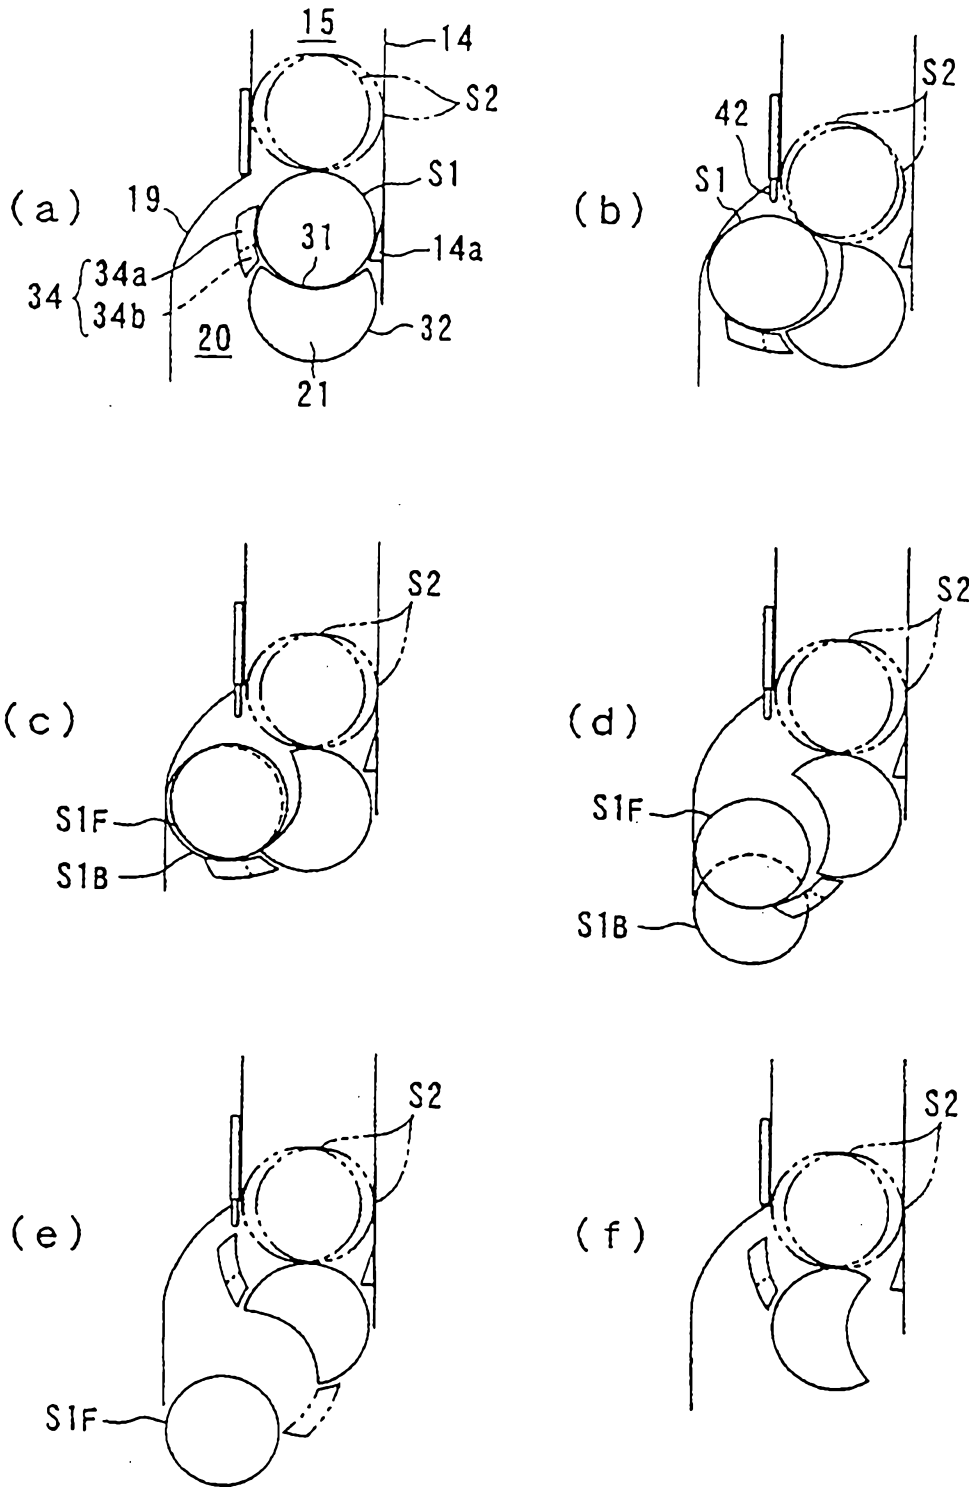 (a)
15
14
S2
S1
19
31
14a
34 { 34a
34b
20
32
21
(b)
42
S2
S1
(c)
S2
S1F
S1B
(d)
S2
S1F
S1B
(e)
S2
S1F
(f)
S2